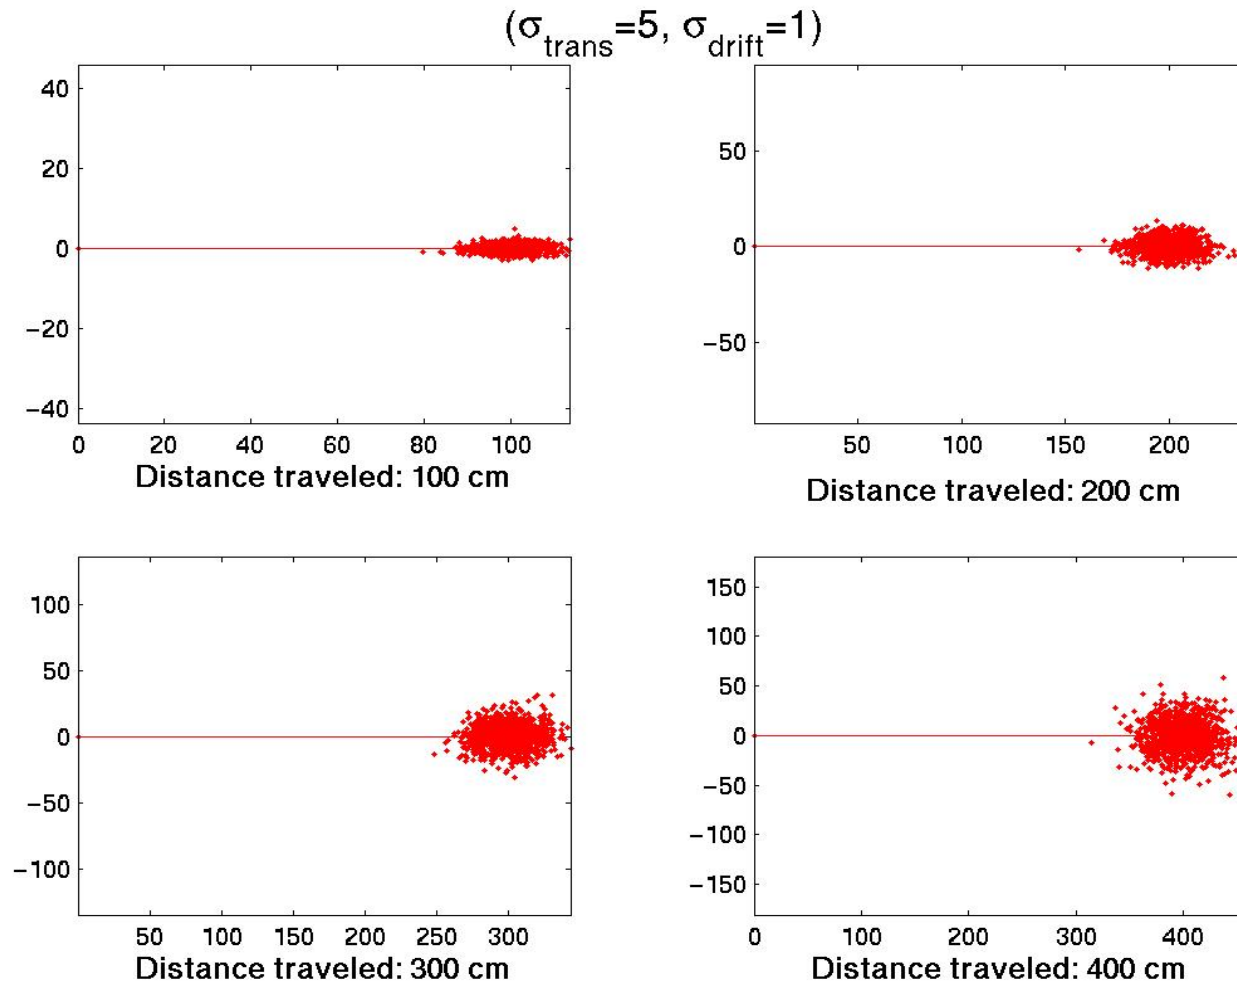 (σtrans=5, σdrift=1)
40
20
0
−20
−40
0 20 40 60 80 100
Distance traveled: 100 cm
50
0
−50
50 100 150 200
Distance traveled: 200 cm
100
50
0
−50
−100
50 100 150 200 250 300
Distance traveled: 300 cm
150
100
50
0
−50
−100
−150
0 100 200 300 400
Distance traveled: 400 cm